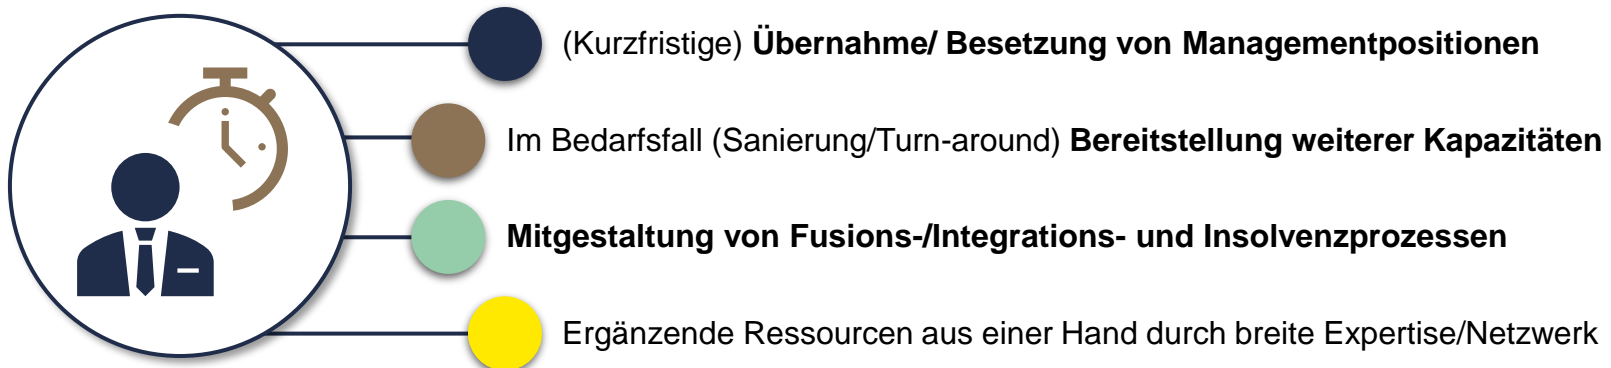 (Kurzfristige) Übernahme/ Besetzung von Managementpositionen
Im Bedarfsfall (Sanierung/Turn-around) Bereitstellung weiterer Kapazitäten
Mitgestaltung von Fusions-/Integrations- und Insolvenzprozessen
Ergänzende Ressourcen aus einer Hand durch breite Expertise/Netzwerk